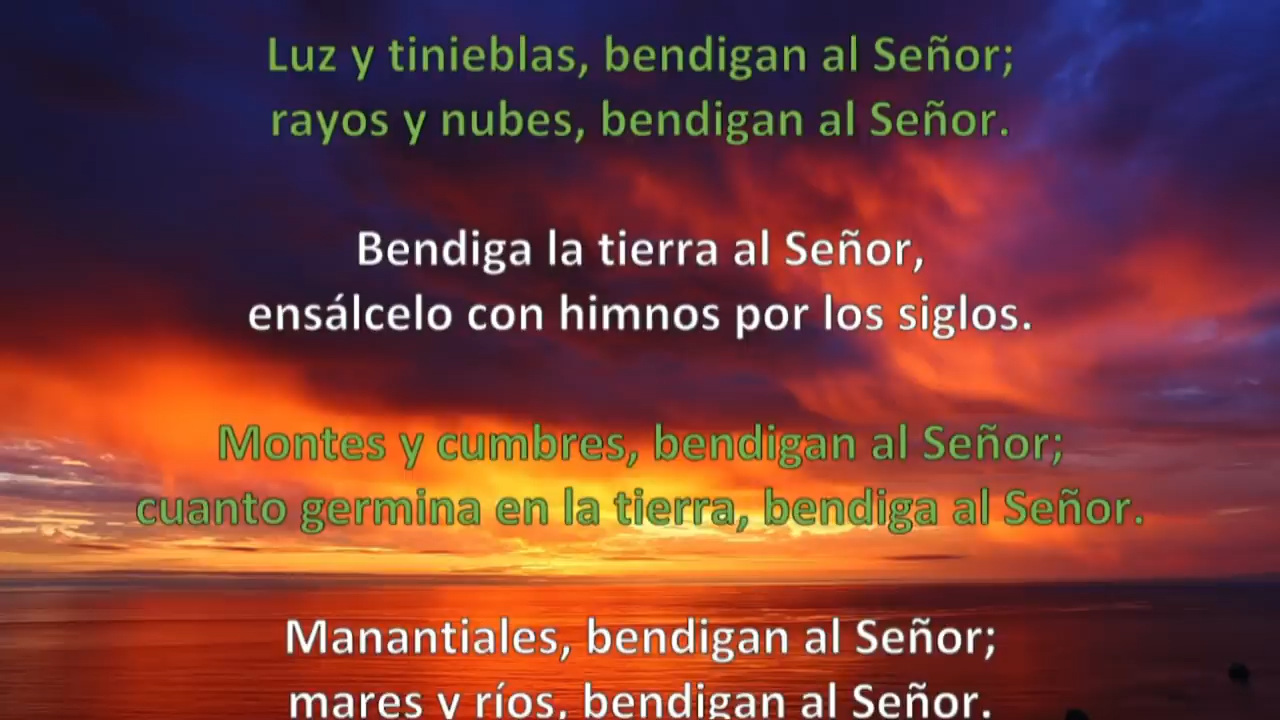 Luz y tinieblas, bendigan al Señor;
rayos y nubes, bendigan al Señor.
Bendiga la tierra al Señor,
ensálcelo con himnos por los siglos.
Montes y cumbres, bendigan al Señor;
cuanto germina en la tierra, bendiga al Señor.
Manantiales, bendigan al Señor;
mares y ríos, bendigan al Señor.